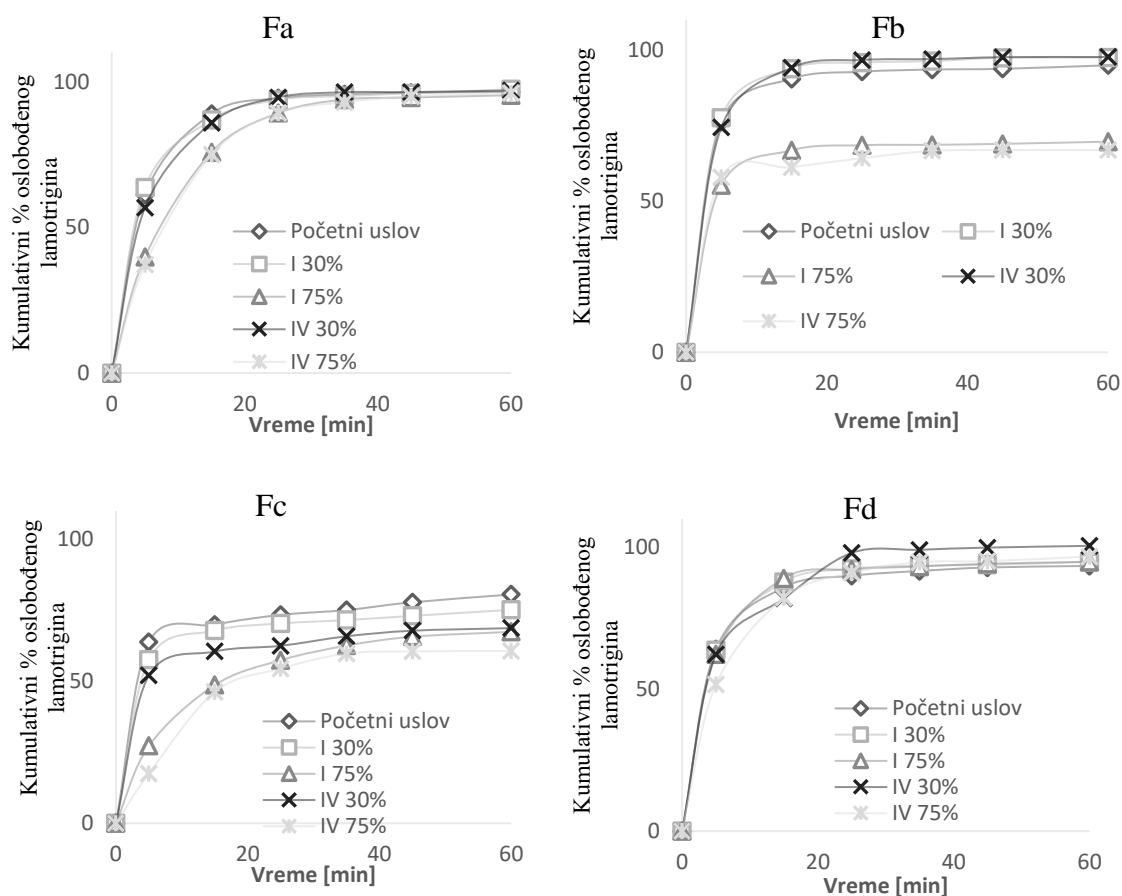 Fa
Kumulativni % oslobođenog
lamotrigina
100
50
0
Početni uslov
I 30%
I 75%
IV 30%
IV 75%
0 20 40 60
Vreme [min]
Fb
Kumulativni % oslobođenog
lamotrigina
100
50
0
Početni uslov I 30%
I 75% IV 30%
IV 75%
0 20 40 60
Vreme [min]
Fc
Kumulativni % oslobođenog
lamotrigina
100
50
0
Početni uslov
I 30%
I 75%
IV 30%
IV 75%
0 20 40 60
Vreme [min]
Fd
Kumulativni % oslobođenog
lamotrigina
100
50
0
Početni uslov
I 30%
I 75%
IV 30%
IV 75%
0 20 40 60
Vreme [min]